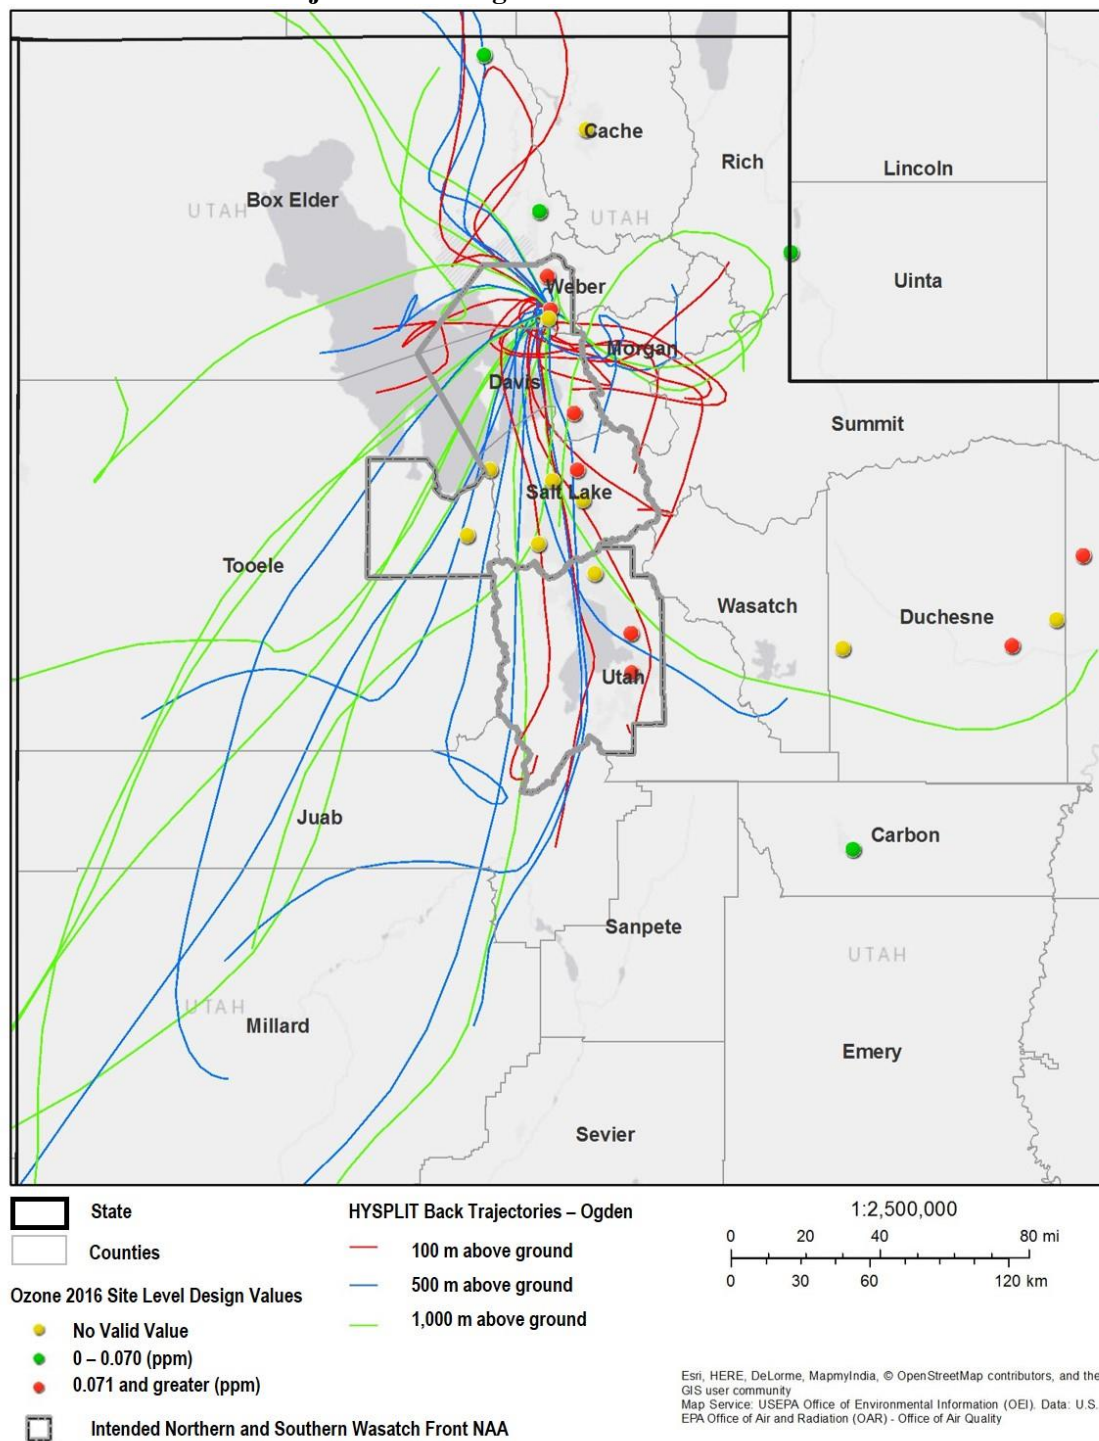 Cache
Rich
Lincoln
Box Elder
UTAH
UTAH
Uinta
Weber
Morgan
Davis
Summit
Salt Lake
Tooele
Wasatch
Duchesne
Utah
Juab
Carbon
Sanpete
UTAH
UTAH
Millard
Emery
Sevier
State
Counties
Ozone 2016 Site Level Design Values
No Valid Value
0 – 0.070 (ppm)
0.071 and greater (ppm)
Intended Northern and Southern Wasatch Front NAA
HYSPLIT Back Trajectories – Ogden
100 m above ground
500 m above ground
1,000 m above ground
1:2,500,000
0 20 40 80 mi
0 30 60 120 km
Esri, HERE, DeLorme, MapmyIndia, © OpenStreetMap contributors, and the
GIS user community
Map Service: USEPA Office of Environmental Information (OEI). Data: U.S.
EPA Office of Air and Radiation (OAR) - Office of Air Quality